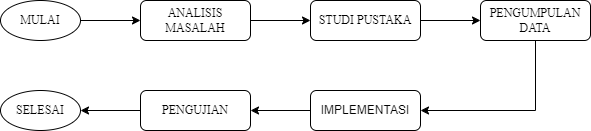 MULAI
ANALISIS
MASALAH
STUDI PUSTAKA
PENGUMPULAN
DATA
SELESAI
PENGUJIAN
IMPLEMENTASI